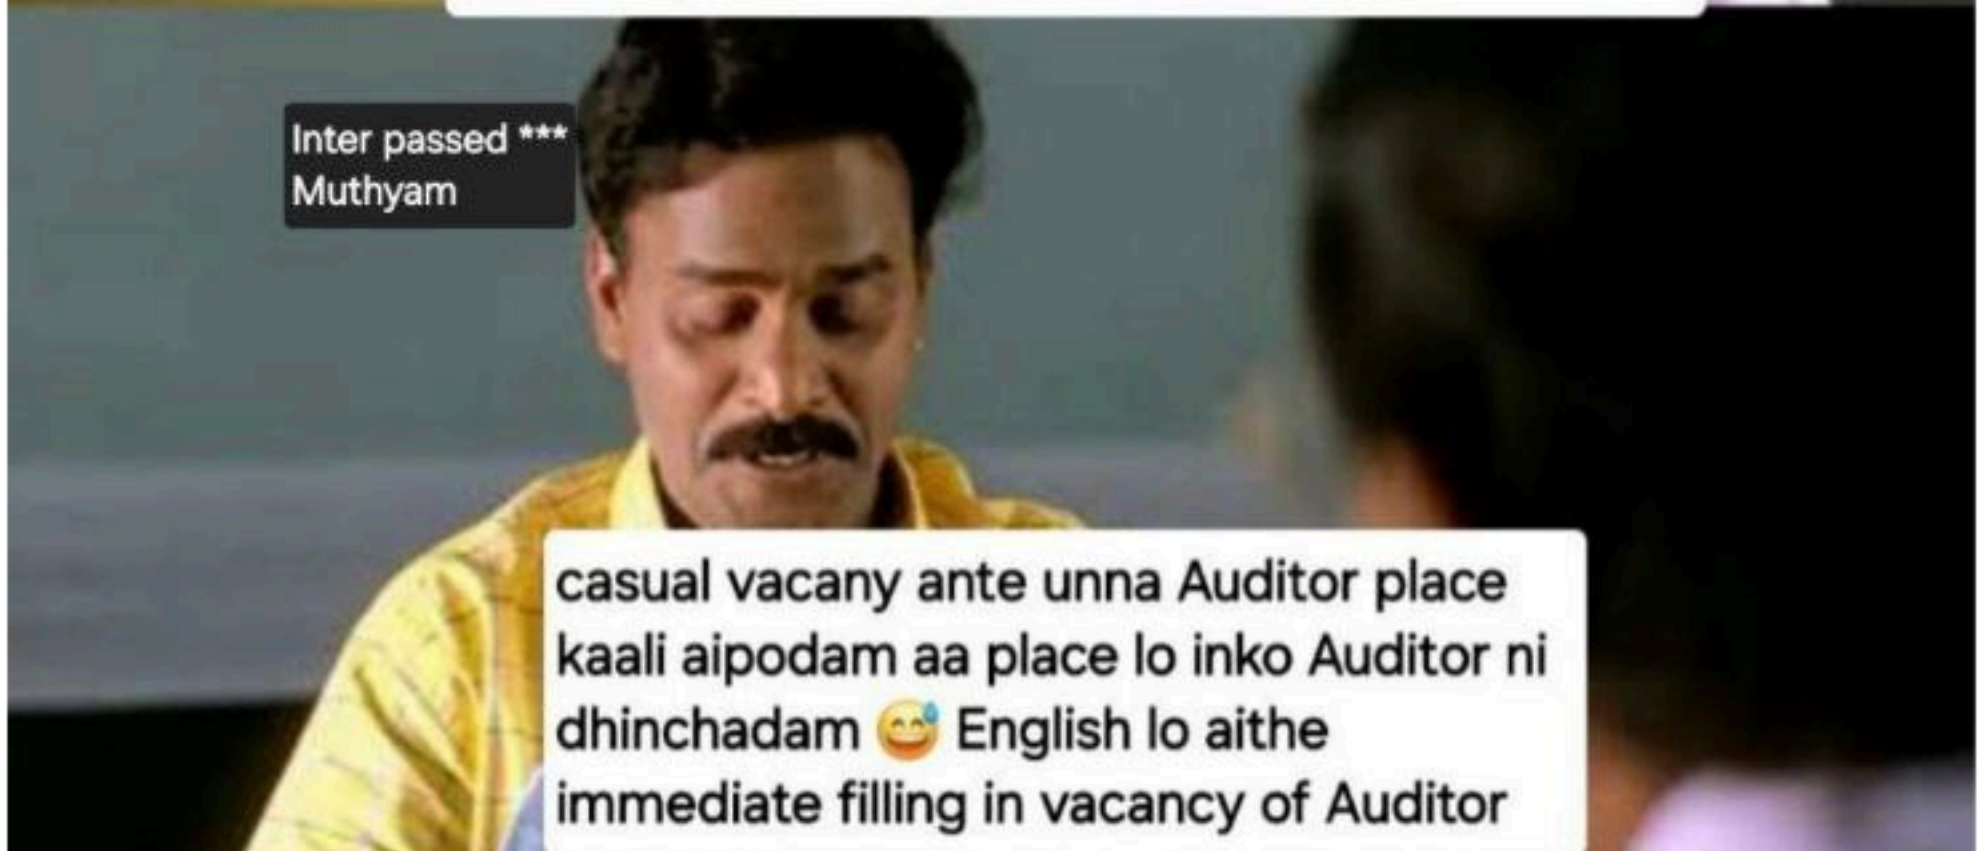 Inter passed ***
Muthyam
casual vacany ante unna Auditor place
kaali aipodam aa place lo inko Auditor ni
dhinchadam 😅 English lo aithe
immediate filling in vacancy of Auditor